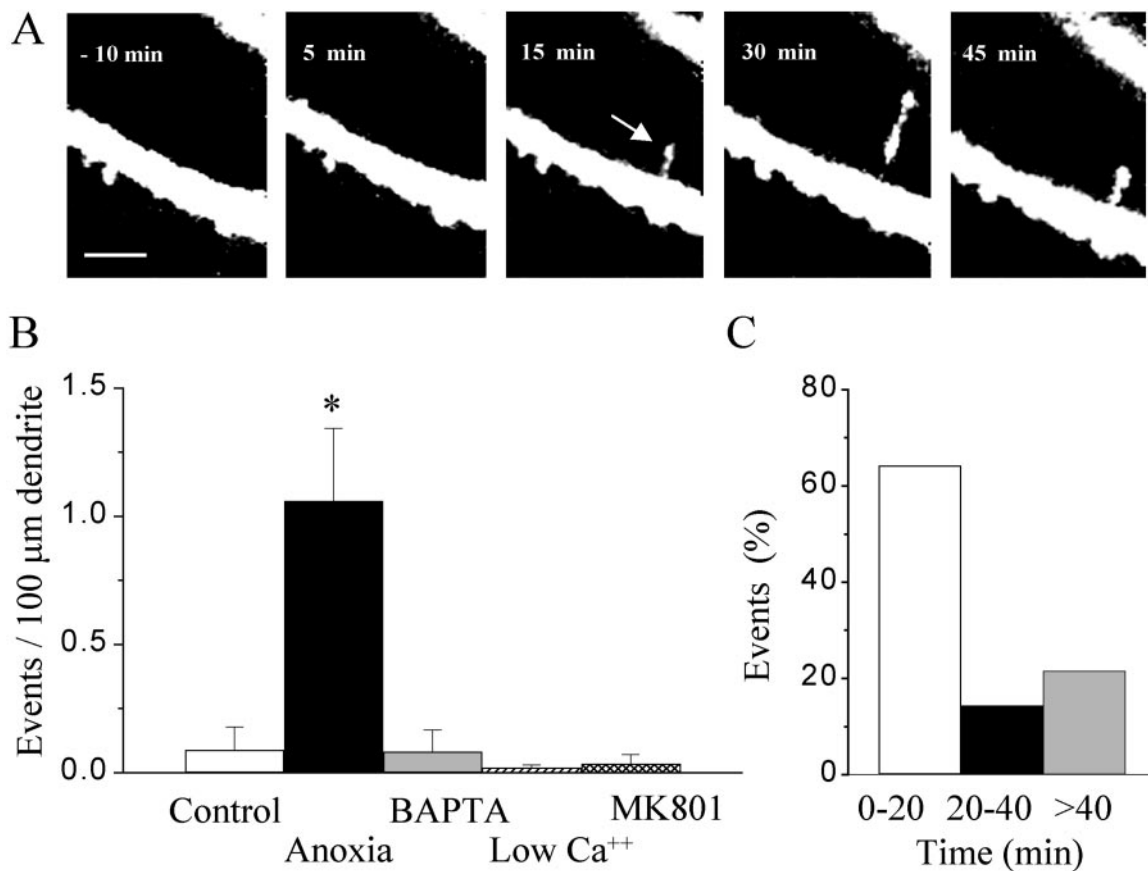 A
- 10 min
5 min
15 min
30 min
45 min
B
Events / 100 µm dendrite
1.5
1.0
0.5
0.0
*
Control
Anoxia
BAPTA
Low Ca++
MK801
C
Events (%)
80
60
40
20
0
0-20 20-40 >40
Time (min)